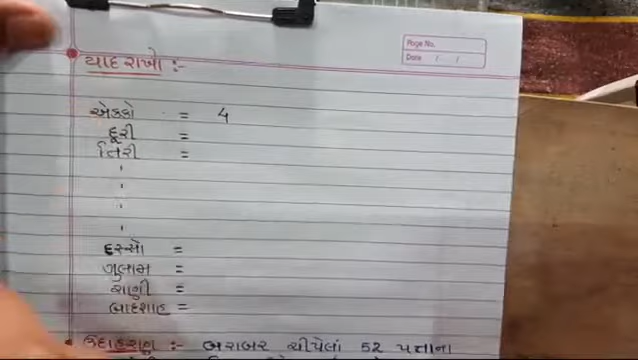 Page No.
Date / /
યાદ રાખો :-
એક્કો = 4
દૂરી =
તિરી =
દસ્સો =
ગુલામ =
રાણી =
બાદશાહ =
ઉદાહરણ :- બરાબર ચીપેલાં 52 પત્તાના